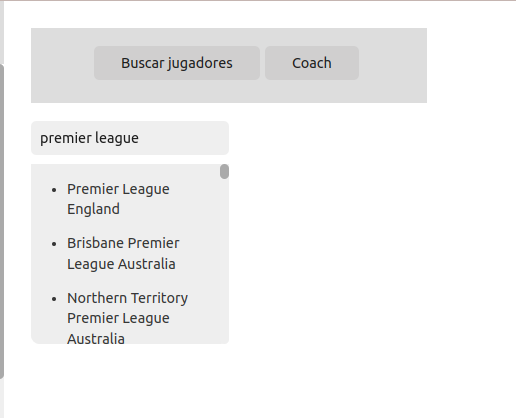 Buscar jugadores Coach
premier league
Premier League
England
Brisbane Premier
League Australia
Northern Territory
Premier League
Australia